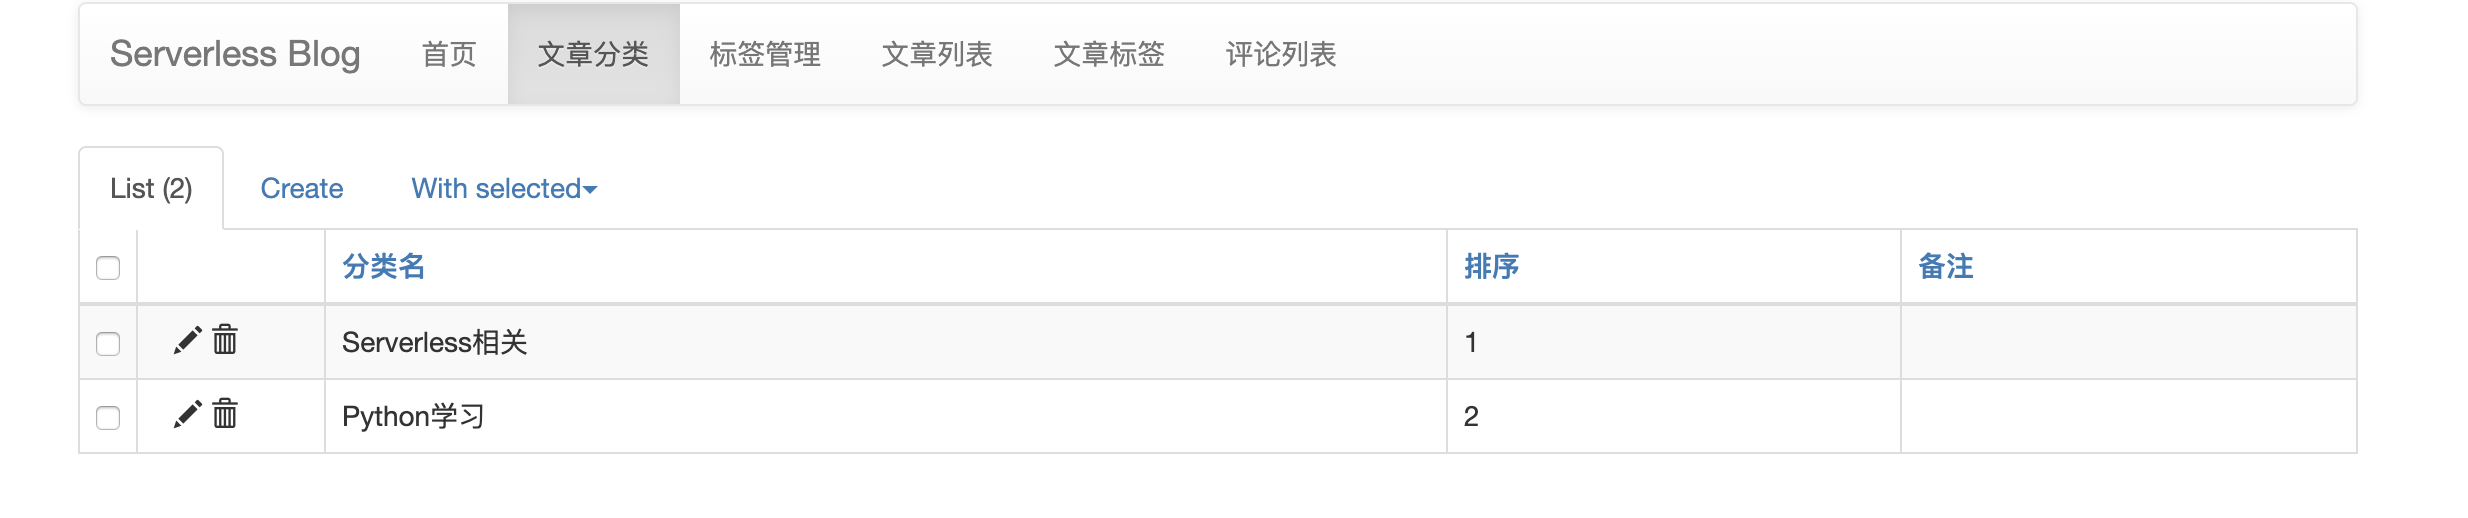 Serverless Blog 首页 文章分类 标签管理 文章列表 文章标签 评论列表
List (2) Create With selected
分类名 排序 备注
Serverless相关 1
Python学习 2